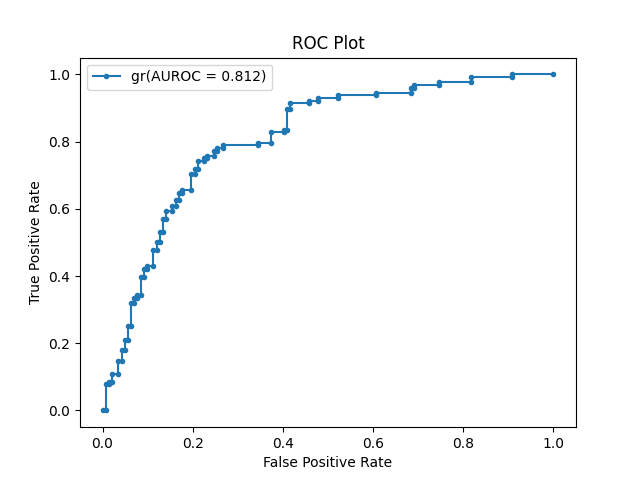 ROC Plot
gr(AUROC = 0.812)
1.0
0.8
0.6
0.4
0.2
0.0
True Positive Rate
0.0 0.2 0.4 0.6 0.8 1.0
False Positive Rate